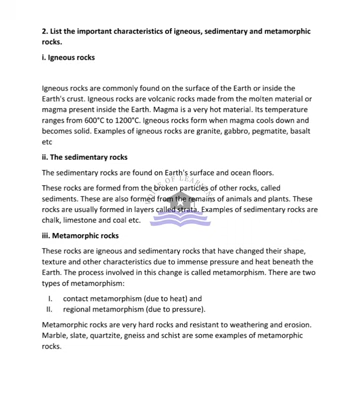 2. List the important characteristics of igneous, sedimentary and metamorphic
rocks.
i. Igneous rocks
Igneous rocks are commonly found on the surface of the Earth or inside the
Earth's crust. Igneous rocks are volcanic rocks made from the molten material or
magma present inside the Earth. Magma is a very hot material. Its temperature
ranges from 600°C to 1200°C. Igneous rocks form when magma cools down and
becomes solid. Examples of igneous rocks are granite, gabbro, pegmatite, basalt
etc
ii. The sedimentary rocks
The sedimentary rocks are found on Earth's surface and ocean floors.
These rocks are formed from the broken particles of other rocks, called
sediments. These are also formed from the remains of animals and plants. These
rocks are usually formed in layers called strata. Examples of sedimentary rocks are
chalk, limestone and coal etc.
iii. Metamorphic rocks
These rocks are igneous and sedimentary rocks that have changed their shape,
texture and other characteristics due to immense pressure and heat beneath the
Earth. The process involved in this change is called metamorphism. There are two
types of metamorphism:
I. contact metamorphism (due to heat) and
II. regional metamorphism (due to pressure).
Metamorphic rocks are very hard rocks and resistant to weathering and erosion.
Marble, slate, quartzite, gneiss and schist are some examples of metamorphic
rocks.